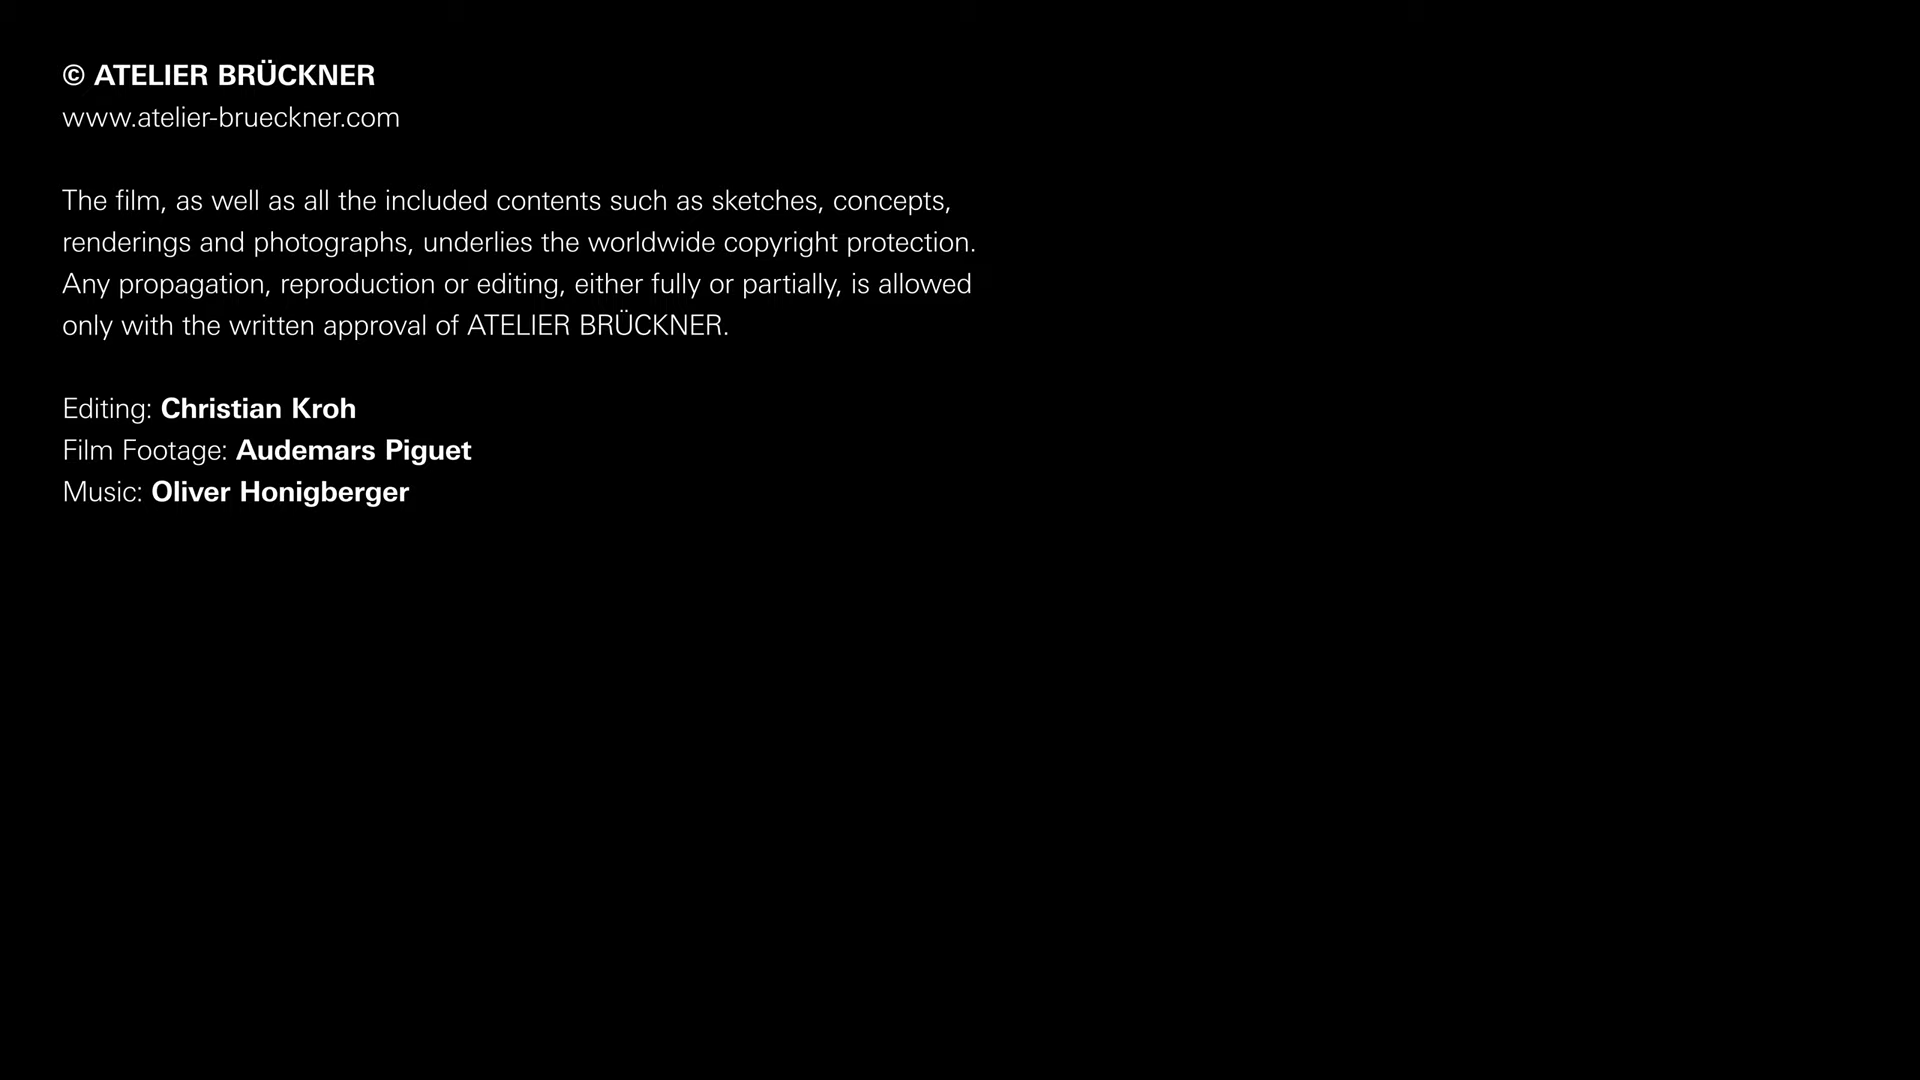 © ATELIER BRÜCKNER
www.atelier-brueckner.com
The film, as well as all the included contents such as sketches, concepts,
renderings and photographs, underlies the worldwide copyright protection.
Any propagation, reproduction or editing, either fully or partially, is allowed
only with the written approval of ATELIER BRÜCKNER.
Editing: Christian Kroh
Film Footage: Audemars Piguet
Music: Oliver Honigberger